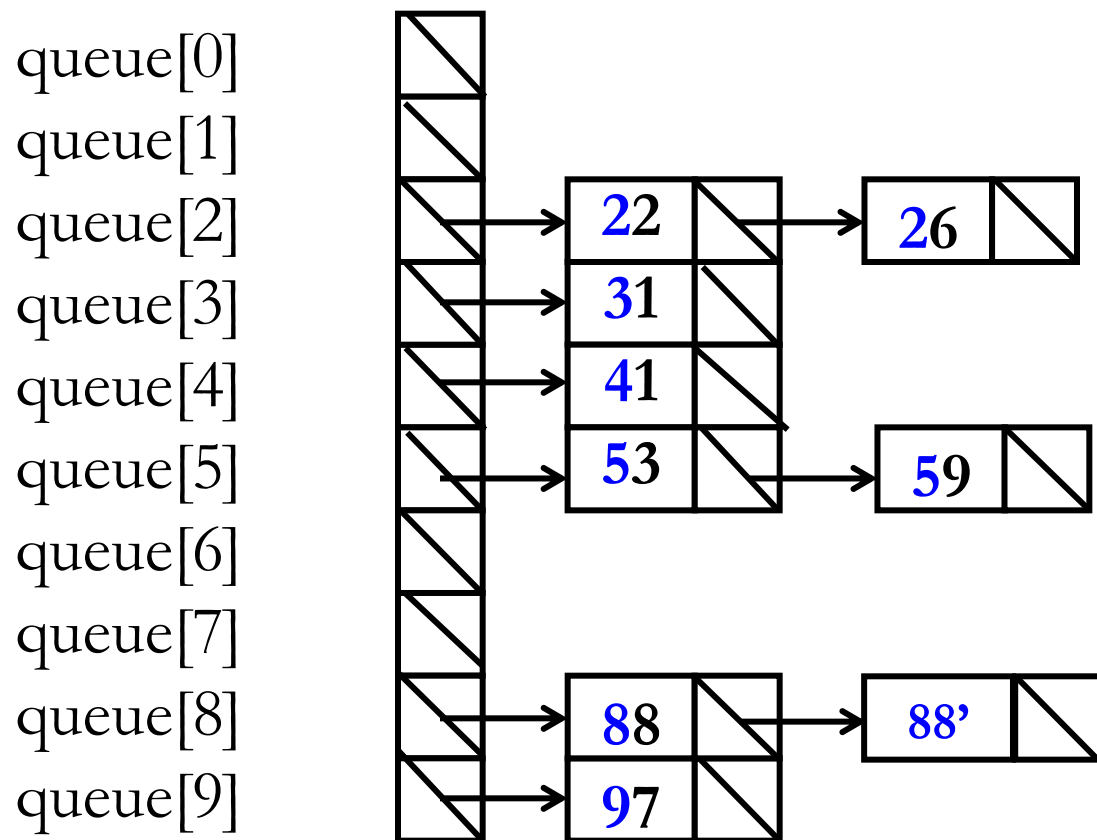 queue[0]
queue[1]
queue[2] 22 26
queue[3] 31
queue[4] 41
queue[5] 53 59
queue[6]
queue[7]
queue[8] 88 88’
queue[9] 97